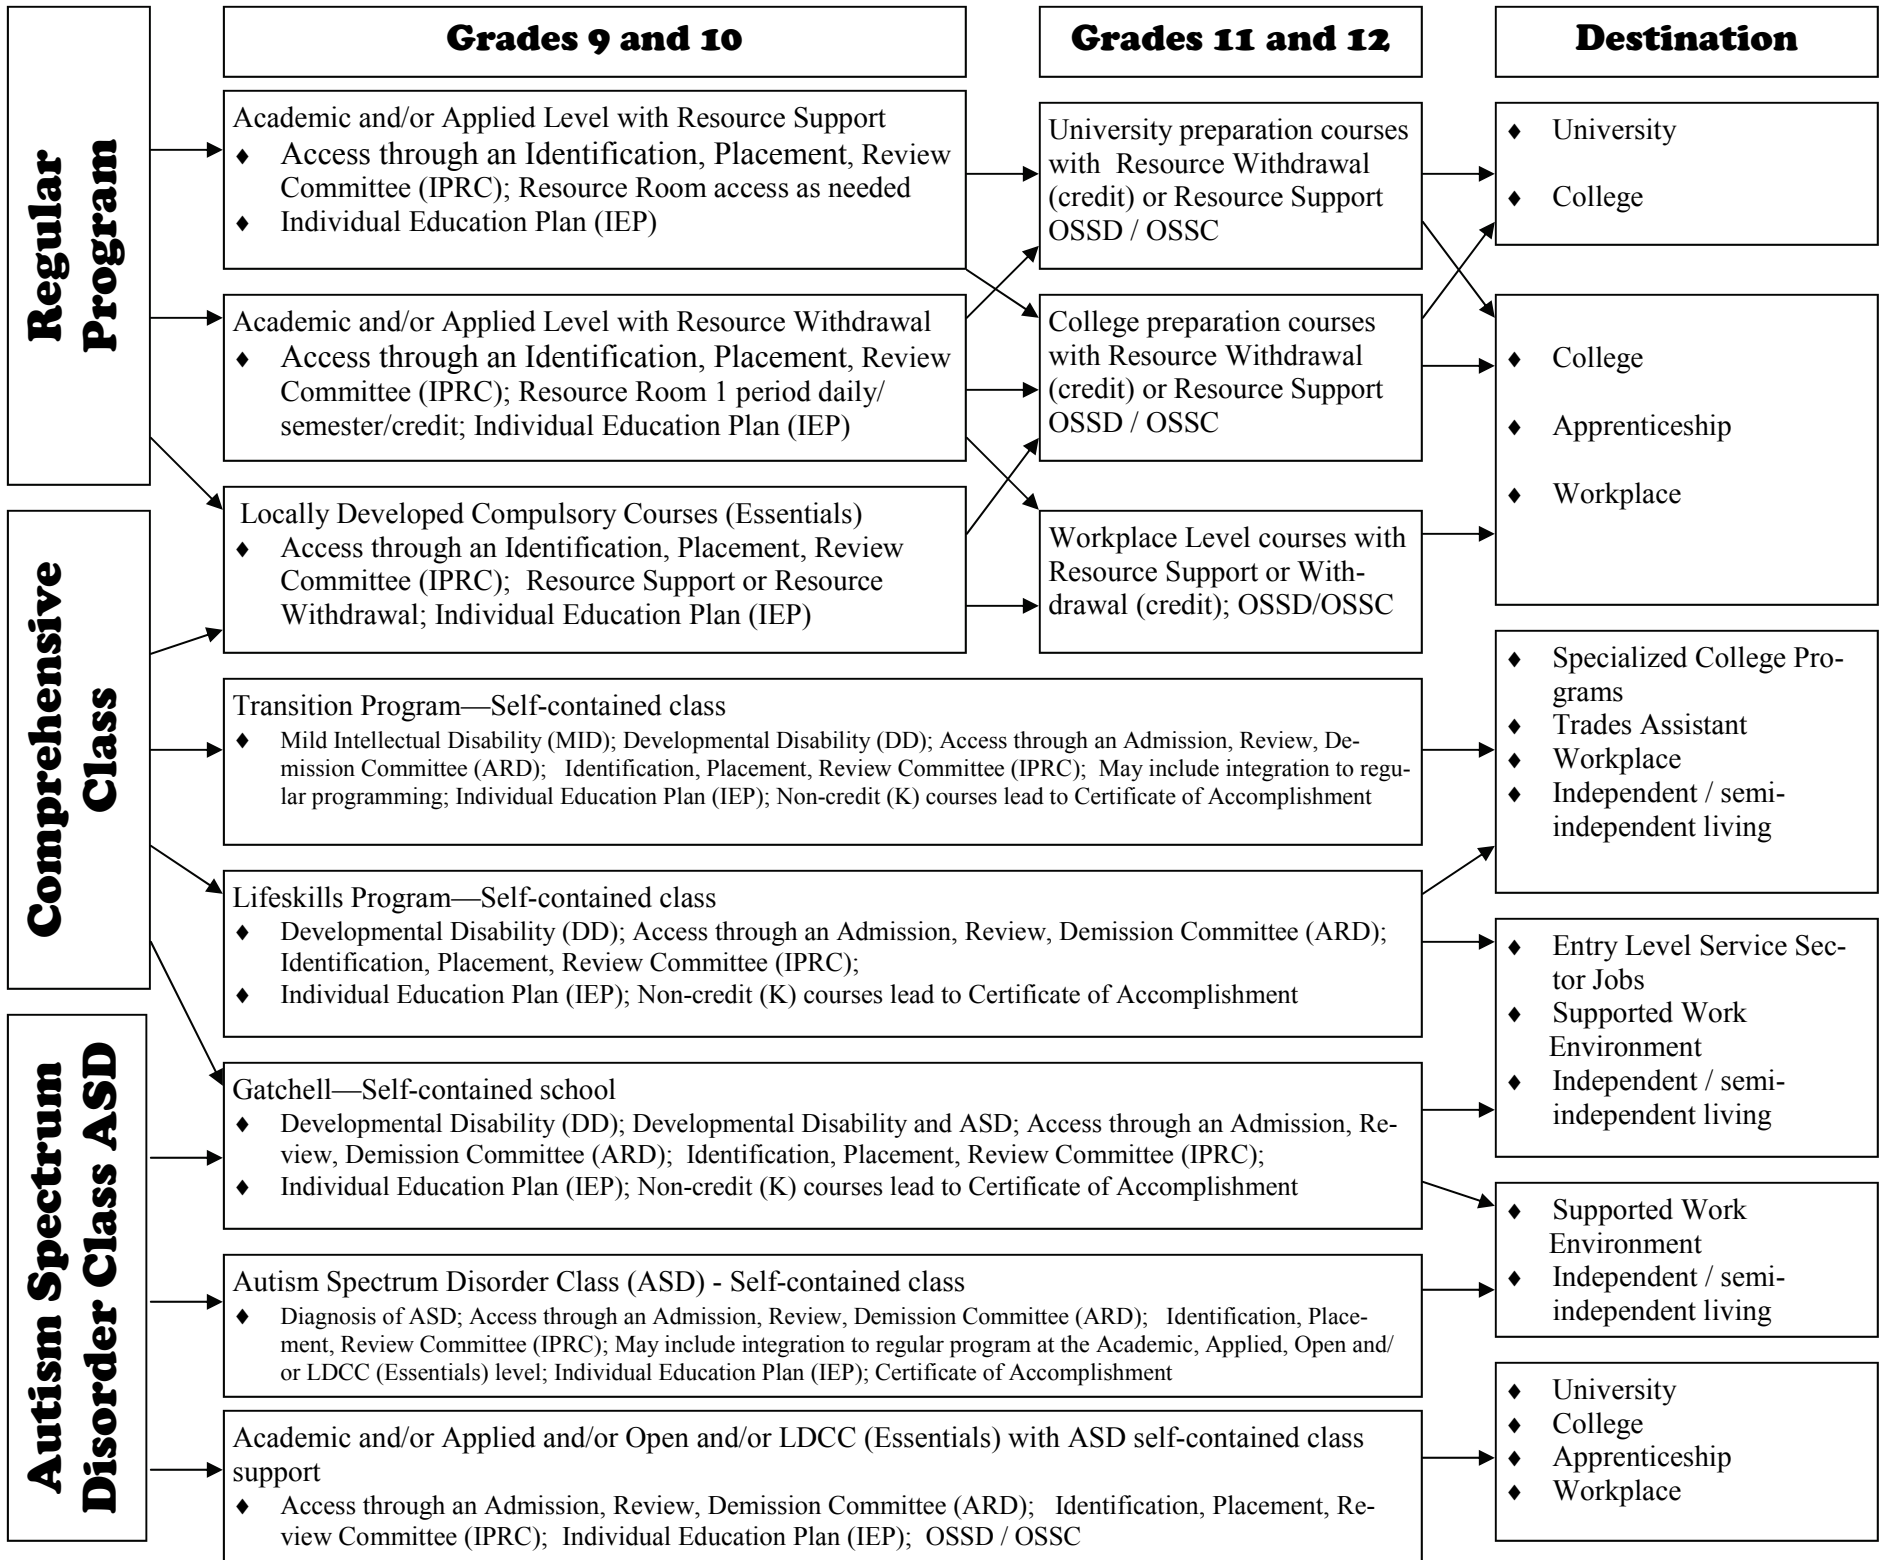 Grades 9 and 10
Grades 11 and 12
Destination
Regular
Program
Academic and/or Applied Level with Resource Support
♦ Access through an Identification, Placement, Review
Committee (IPRC); Resource Room access as needed
♦ Individual Education Plan (IEP)
University preparation courses
with Resource Withdrawal
(credit) or Resource Support
OSSD / OSSC
♦ University
♦ College
Academic and/or Applied Level with Resource Withdrawal
♦ Access through an Identification, Placement, Review
Committee (IPRC); Resource Room 1 period daily/
semester/credit; Individual Education Plan (IEP)
College preparation courses
with Resource Withdrawal
(credit) or Resource Support
OSSD / OSSC
♦ College
♦ Apprenticeship
♦ Workplace
Locally Developed Compulsory Courses (Essentials)
♦ Access through an Identification, Placement, Review
Committee (IPRC); Resource Support or Resource
Withdrawal; Individual Education Plan (IEP)
Workplace Level courses with
Resource Support or With-
drawal (credit); OSSD/OSSC
Comprehensive
Class
Transition Program—Self-contained class
♦ Mild Intellectual Disability (MID); Developmental Disability (DD); Access through an Admission, Review, De-
mission Committee (ARD); Identification, Placement, Review Committee (IPRC); May include integration to regu-
lar programming; Individual Education Plan (IEP); Non-credit (K) courses lead to Certificate of Accomplishment
♦ Specialized College Pro-
grams
♦ Trades Assistant
♦ Workplace
♦ Independent / semi-
independent living
Lifeskills Program—Self-contained class
♦ Developmental Disability (DD); Access through an Admission, Review, Demission Committee (ARD);
Identification, Placement, Review Committee (IPRC);
♦ Individual Education Plan (IEP); Non-credit (K) courses lead to Certificate of Accomplishment
♦ Entry Level Service Sec-
tor Jobs
♦ Supported Work
Environment
♦ Independent / semi-
independent living
Autism Spectrum
Disorder Class ASD
Gatchell—Self-contained school
♦ Developmental Disability (DD); Developmental Disability and ASD; Access through an Admission, Re-
view, Demission Committee (ARD); Identification, Placement, Review Committee (IPRC);
♦ Individual Education Plan (IEP); Non-credit (K) courses lead to Certificate of Accomplishment
♦ Supported Work
Environment
♦ Independent / semi-
independent living
Autism Spectrum Disorder Class (ASD) - Self-contained class
♦ Diagnosis of ASD; Access through an Admission, Review, Demission Committee (ARD); Identification, Place-
ment, Review Committee (IPRC); May include integration to regular program at the Academic, Applied, Open and/
or LDCC (Essentials) level; Individual Education Plan (IEP); Certificate of Accomplishment
Academic and/or Applied and/or Open and/or LDCC (Essentials) with ASD self-contained class
support
♦ Access through an Admission, Review, Demission Committee (ARD); Identification, Placement, Re-
view Committee (IPRC); Individual Education Plan (IEP); OSSD / OSSC
♦ University
♦ College
♦ Apprenticeship
♦ Workplace